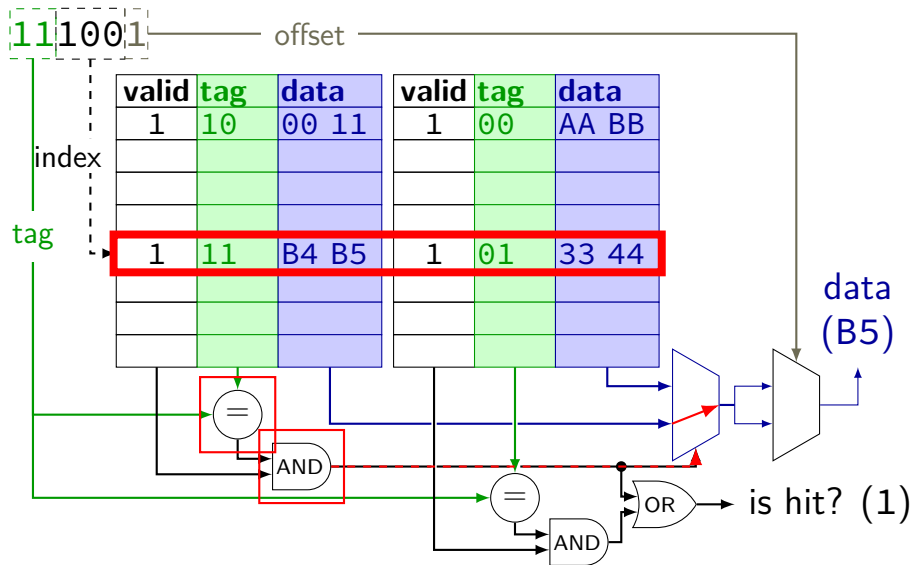 111001
offset
valid tag data valid tag data
1 10 00 11 1 00 AA BB
index
tag
1 11 B4 B5 1 01 33 44
data
(B5)
=
AND
=
OR
is hit? (1)
AND